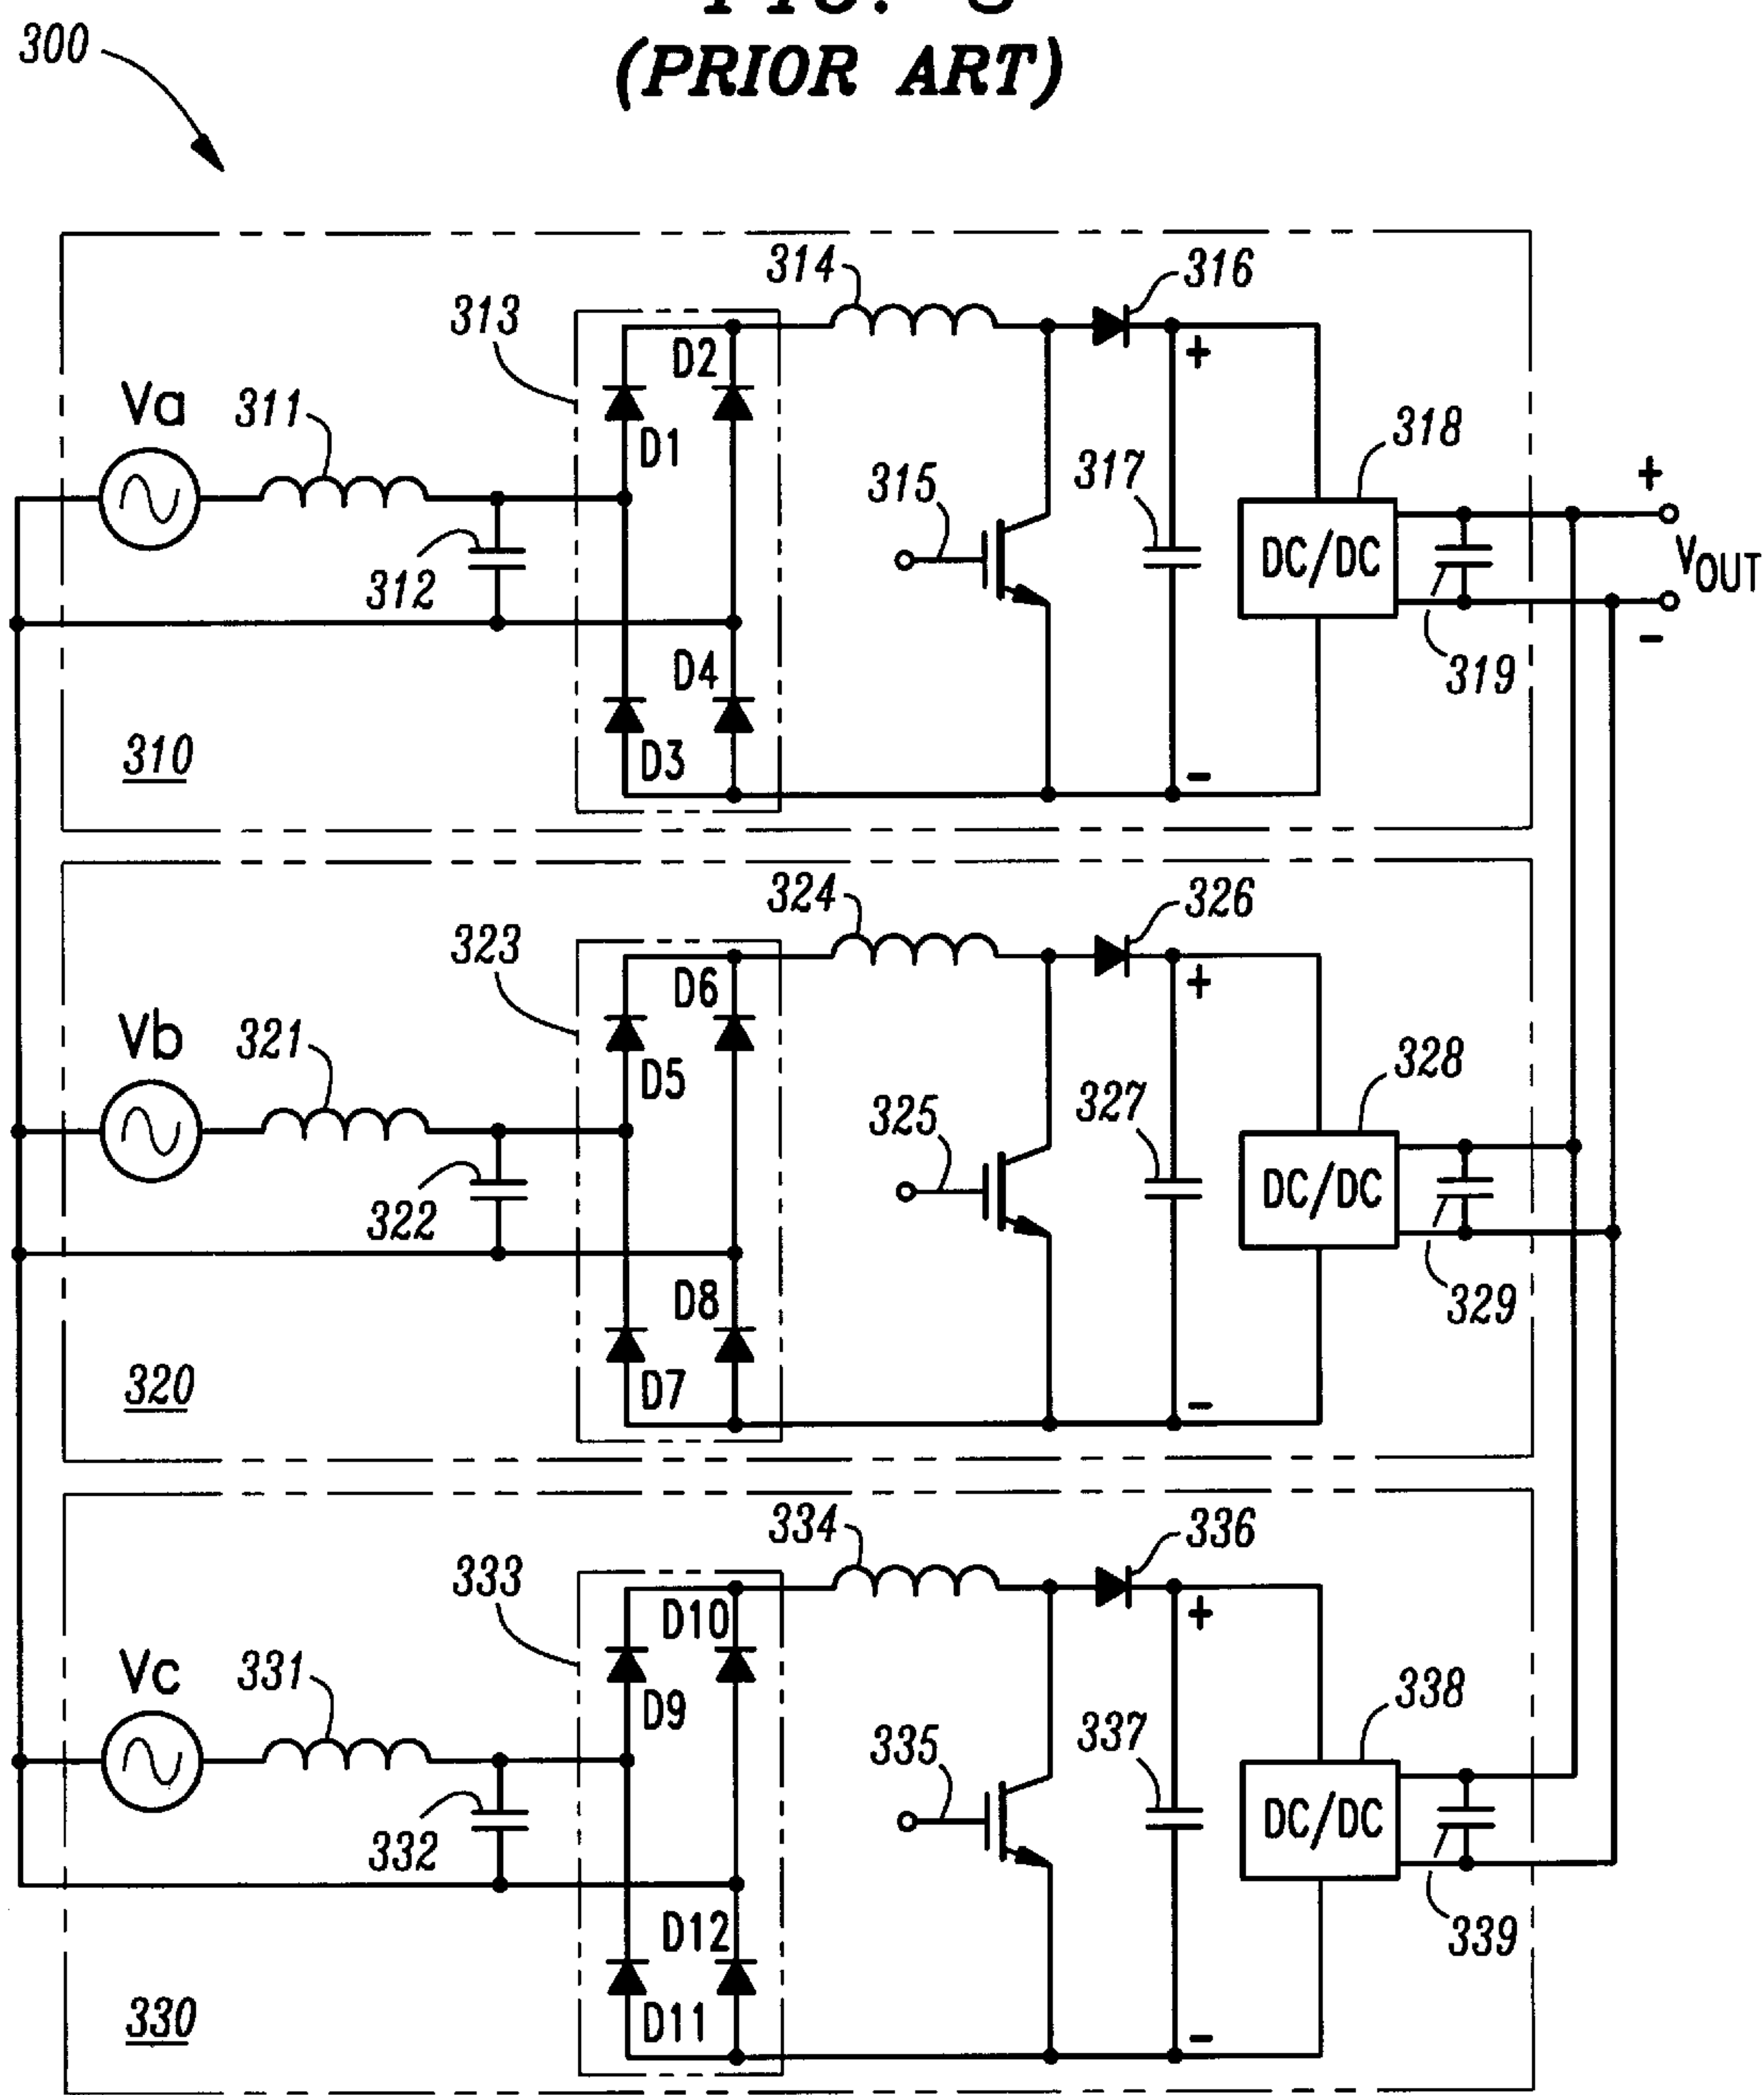 300
(PRIOR ART)
314
316
313
D2
Va
311
D1
318
317
315
+
+
DC/DC
VOUT
312
D4
319
-
310
D3
-
324
326
323
D6
+
Vb
321
D5
328
327
325
DC/DC
322
D8
329
320
D7
-
334
336
333
D10
+
Vc
331
D9
338
337
335
DC/DC
332
D12
339
330
D11
-